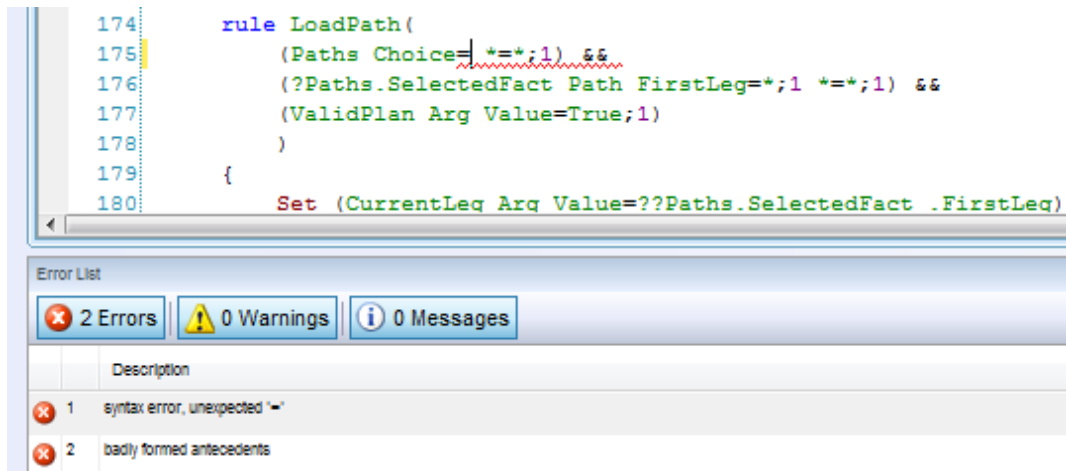 174 rule LoadPath(
175 (Paths Choice= *=*;1) &&
176 (?Paths.SelectedFact Path FirstLeg=*;1 *=*;1) &&
177 (ValidPlan Arg Value=True;1)
178 )
179 {
180 Set (CurrentLeg Arg Value=??Paths.SelectedFact .FirstLeg)
Error List
2 Errors 0 Warnings 0 Messages
Description
1 syntax error, unexpected '='
2 badly formed antecedents